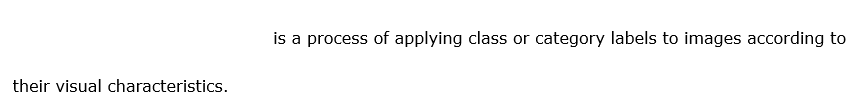 is a process of applying class or category labels to images according to
their visual characteristics.